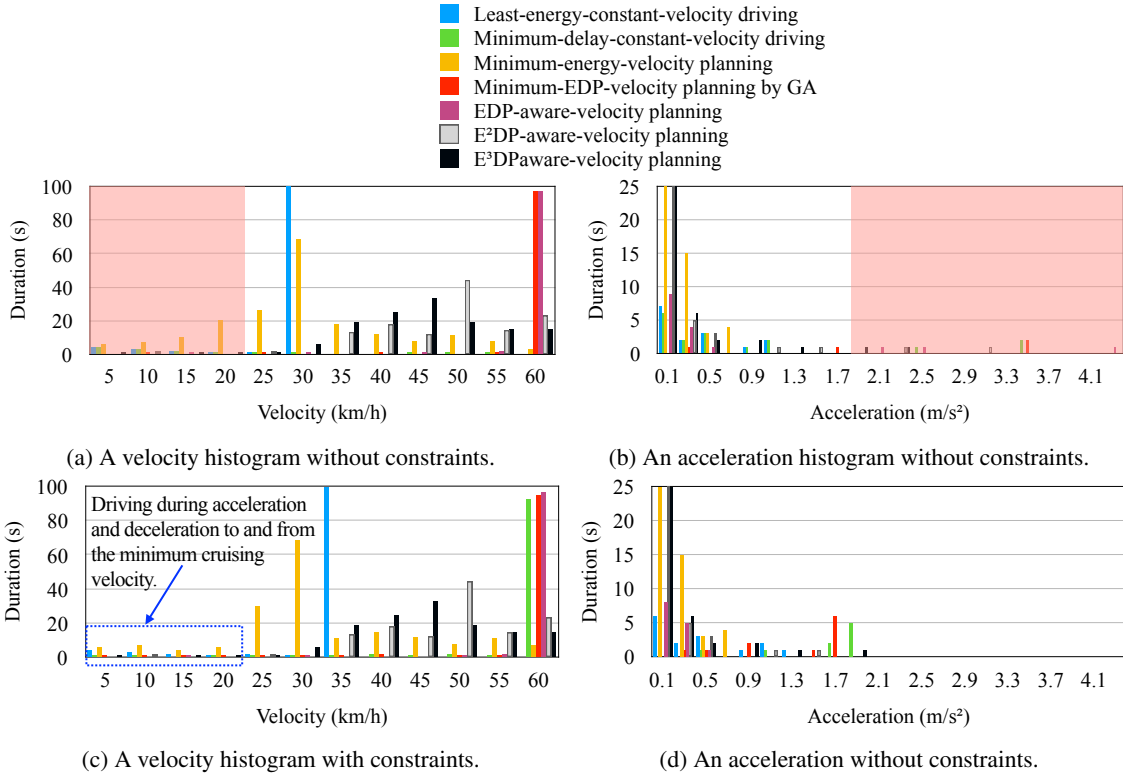 Least-energy-constant-velocity driving
Minimum-delay-constant-velocity driving
Minimum-energy-velocity planning
Minimum-EDP-velocity planning by GA
EDP-aware-velocity planning
E²DP-aware-velocity planning
E³DPaware-velocity planning
100
80
60
40
20
0
Duration (s)
5 10 15 20 25 30 35 40 45 50 55 60
Velocity (km/h)
(a) A velocity histogram without constraints.
25
20
15
10
5
0
Duration (s)
0.1 0.5 0.9 1.3 1.7 2.1 2.5 2.9 3.3 3.7 4.1
Acceleration (m/s²)
(b) An acceleration histogram without constraints.
100
80
60
40
20
0
Duration (s)
Driving during acceleration
and deceleration to and from
the minimum cruising
velocity.
5 10 15 20 25 30 35 40 45 50 55 60
Velocity (km/h)
(c) A velocity histogram with constraints.
25
20
15
10
5
0
Duration (s)
0.1 0.5 0.9 1.3 1.7 2.1 2.5 2.9 3.3 3.7 4.1
Acceleration (m/s²)
(d) An acceleration without constraints.